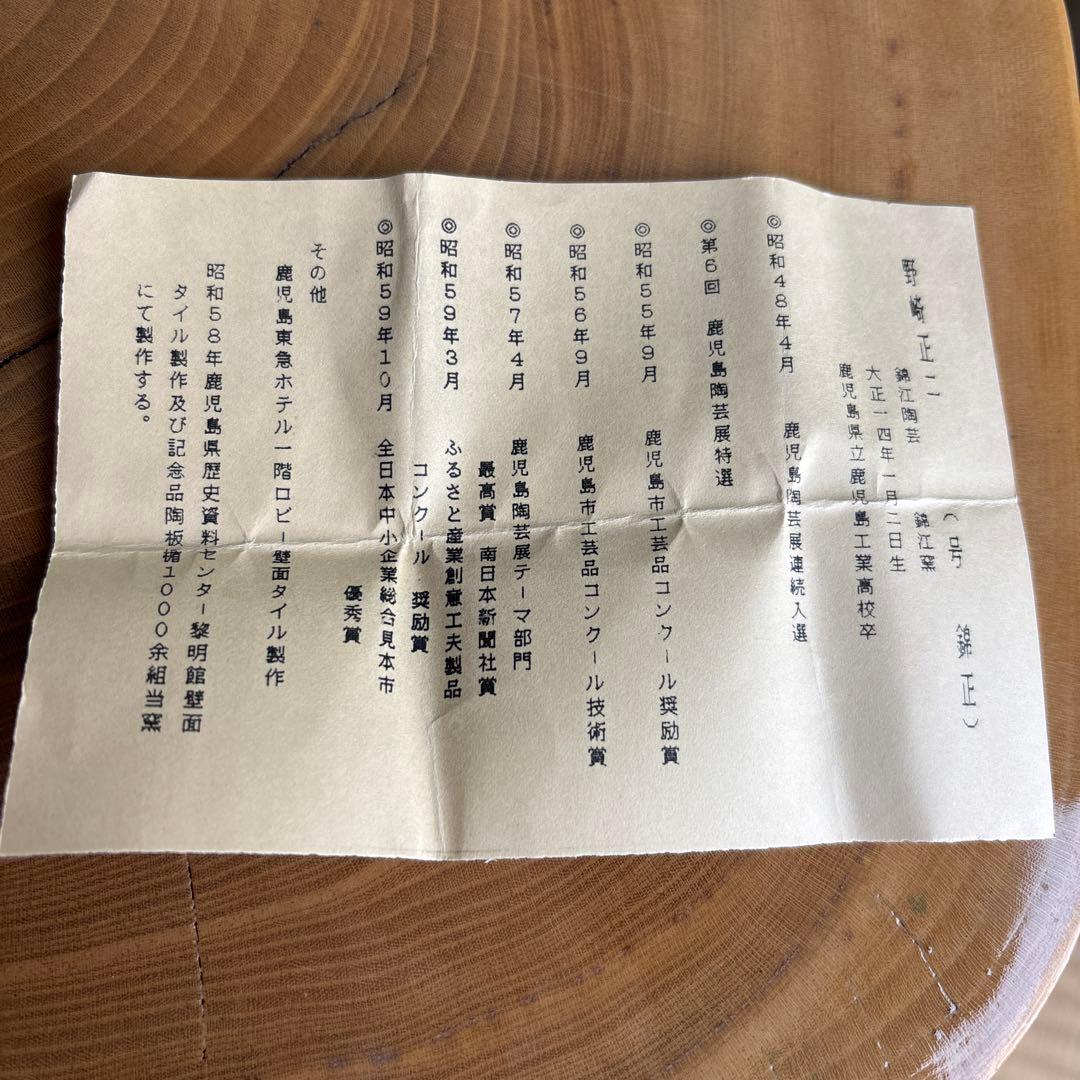 野崎正二 (号 錦正)
錦江陶芸 錦江窯
大正一四年一月二日生
鹿児島県立鹿児島工業高校卒
◎昭和48年4月 鹿児島陶芸展連続入選
◎第6回 鹿児島陶芸展特選
◎昭和55年9月 鹿児島市工芸品コンクール奨励賞
◎昭和56年9月 鹿児島市工芸品コンクール技術賞
◎昭和57年4月 鹿児島陶芸展テーマ部門
最高賞 南日本新聞社賞
◎昭和59年3月 ふるさと産業創意工夫製品
コンクール 奨励賞
◎昭和59年10月 全日本中小企業総合見本市
優秀賞
その他
鹿児島東急ホテル一階ロビー壁面タイル製作
昭和58年鹿児島県歴史資料センター黎明館壁面
タイル製作及び記念品陶板楯1000余組当窯
にて製作する。